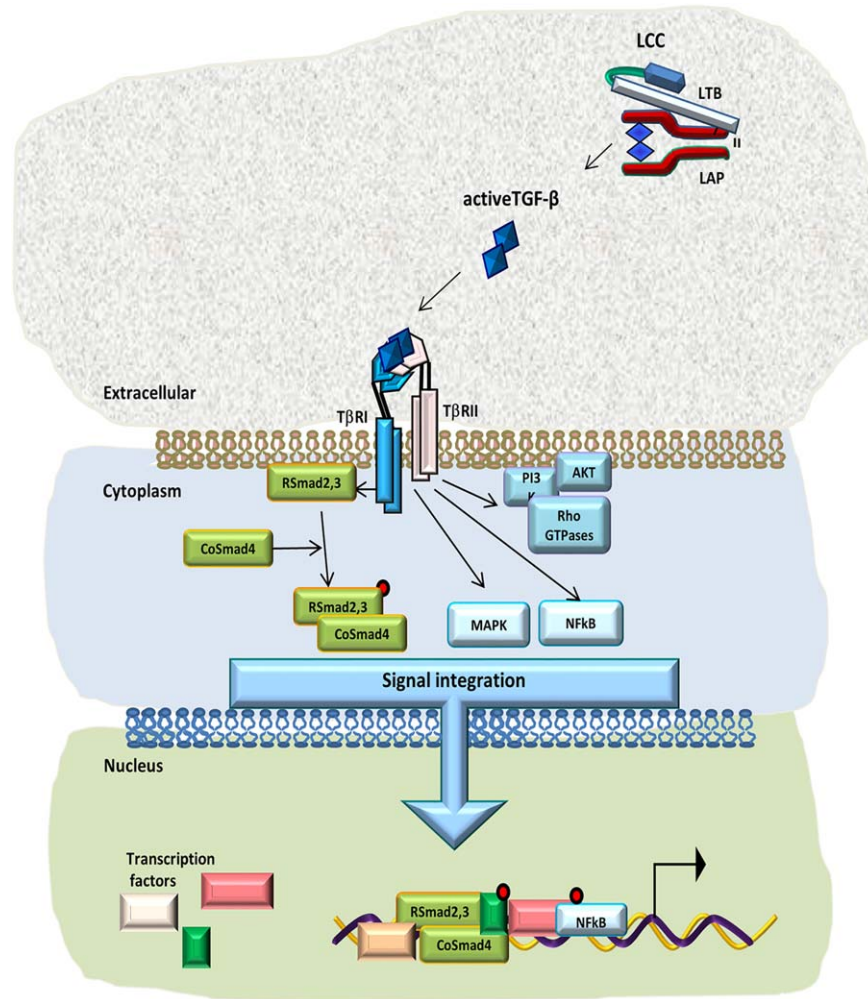 LCC
LTB
II
LAP
activeTGF-β
Extracellular
TβRI
TβRII
Cytoplasm
RSmad2,3
PI3
K
AKT
Rho
GTPases
CoSmad4
RSmad2,3
CoSmad4
MAPK
NFkB
Signal integration
Nucleus
Transcription
factors
RSmad2,3
CoSmad4
NFkB